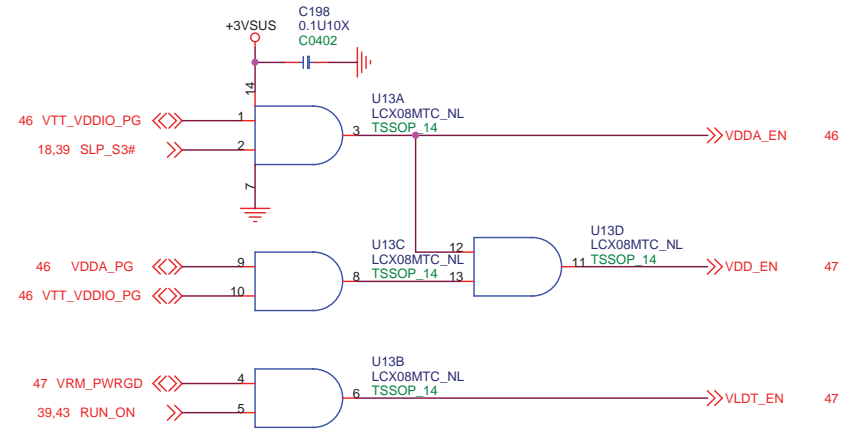 C198
0.1U10X
C0402
+3VSUS
14
U13A
LCX08MTC_NL
TSSOP_14
46 VTT_VDDIO_PG 1
3
VDDA_EN 46
18,39 SLP_S3# 2
7
U13D
LCX08MTC_NL
TSSOP_14
U13C
LCX08MTC_NL
TSSOP_14
12
46 VDDA_PG 9
8
13
11
VDD_EN 47
46 VTT_VDDIO_PG 10
U13B
LCX08MTC_NL
TSSOP_14
47 VRM_PWRGD 4
6
VLDT_EN 47
39,43 RUN_ON 5